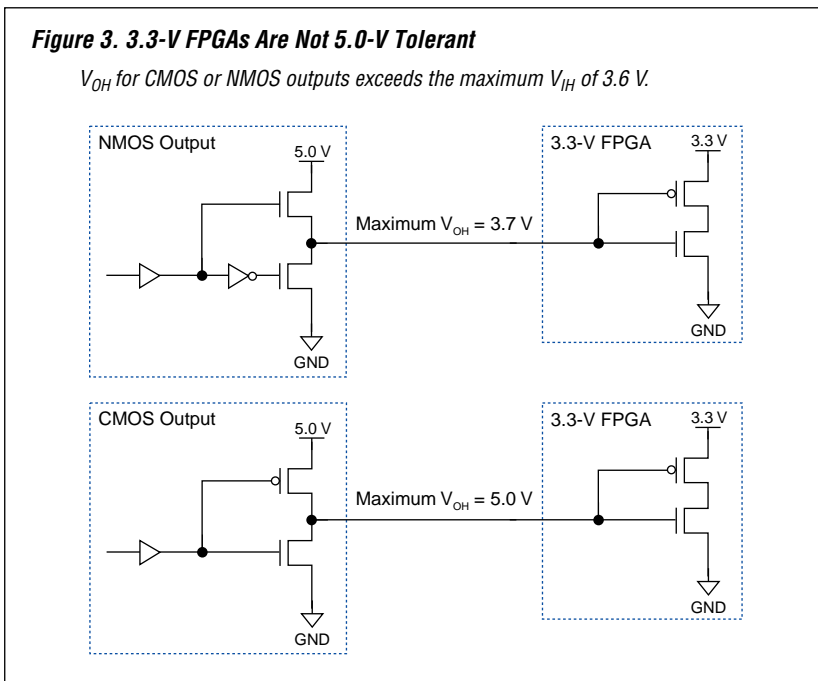 Figure 3. 3.3-V FPGAs Are Not 5.0-V Tolerant
VOH for CMOS or NMOS outputs exceeds the maximum VIH of 3.6 V.
NMOS Output
5.0 V
3.3-V FPGA
3.3 V
Maximum VOH = 3.7 V
GND
GND
CMOS Output
5.0 V
3.3-V FPGA
3.3 V
Maximum VOH = 5.0 V
GND
GND